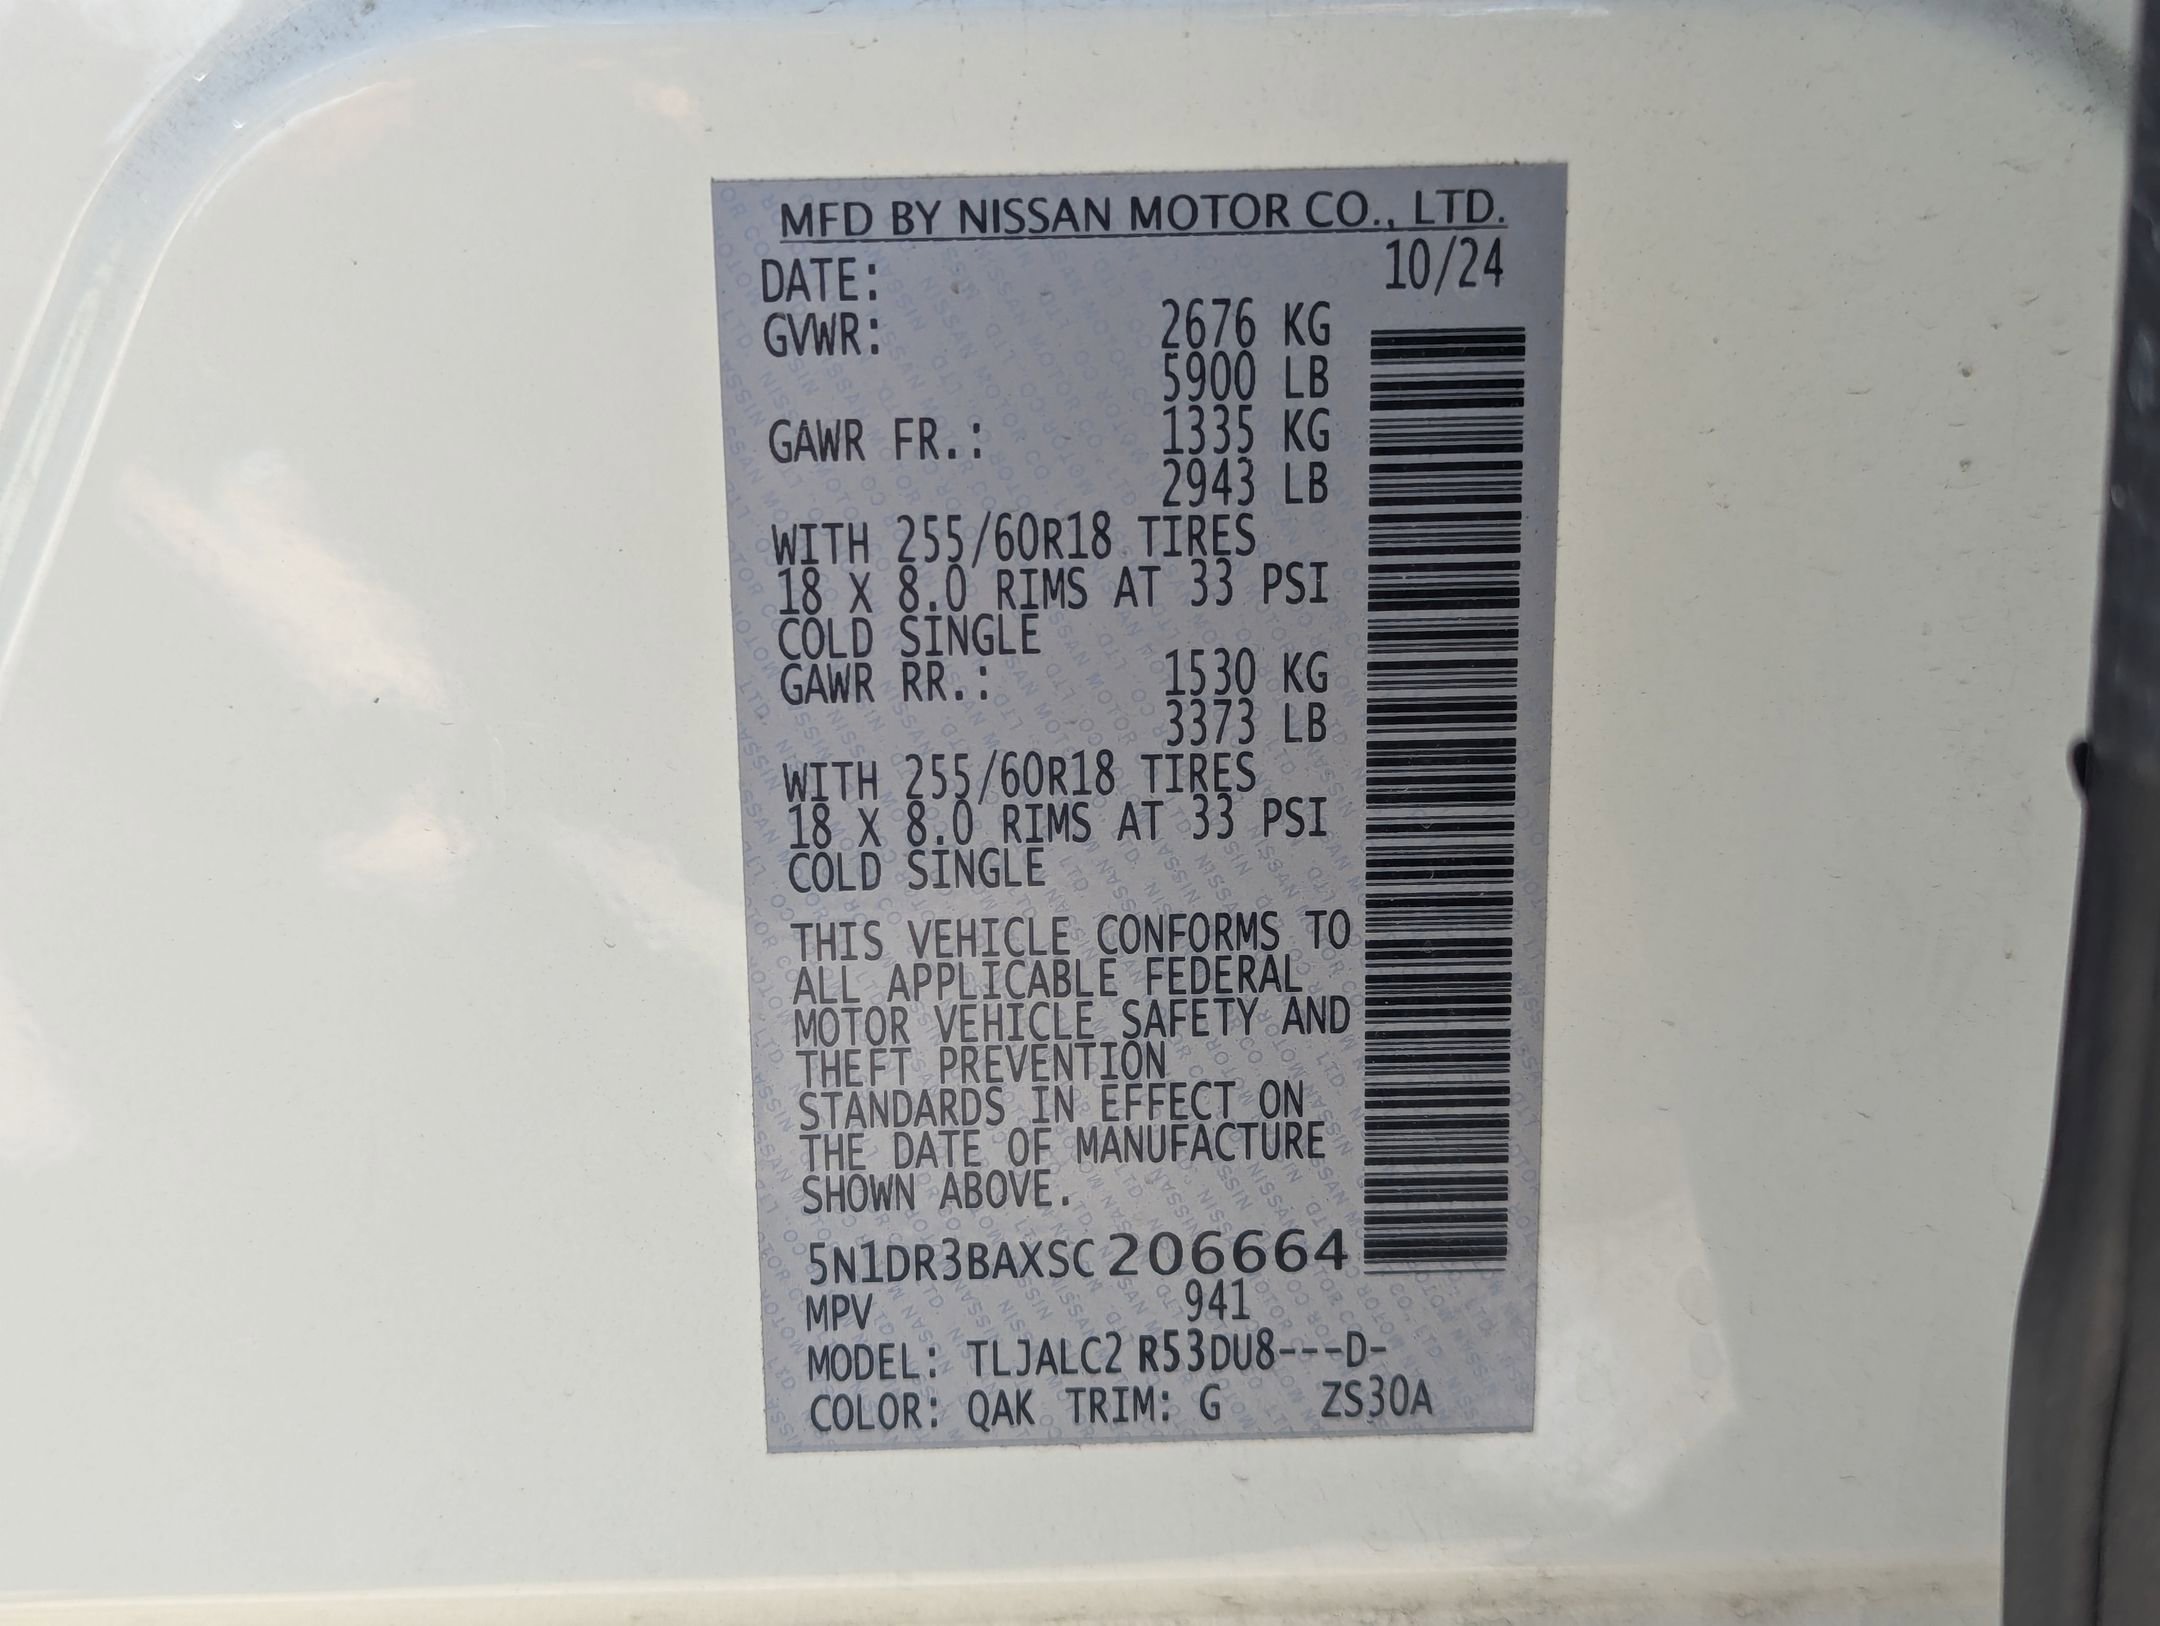 MFD BY NISSAN MOTOR CO., LTD.
DATE: 10/24
GVWR: 2676 KG
5900 LB
GAWR FR.: 1335 KG
2943 LB
WITH 255/60R18 TIRES
18 X 8.0 RIMS AT 33 PSI
COLD SINGLE
GAWR RR.: 1530 KG
3373 LB
WITH 255/60R18 TIRES
18 X 8.0 RIMS AT 33 PSI
COLD SINGLE
THIS VEHICLE CONFORMS TO
ALL APPLICABLE FEDERAL
MOTOR VEHICLE SAFETY AND
THEFT PREVENTION
STANDARDS IN EFFECT ON
THE DATE OF MANUFACTURE
SHOWN ABOVE.
5N1DR3BAXSC206664
MPV 941
MODEL: TLJALC2 R53DU8---D-
COLOR: QAK TRIM: G ZS30A